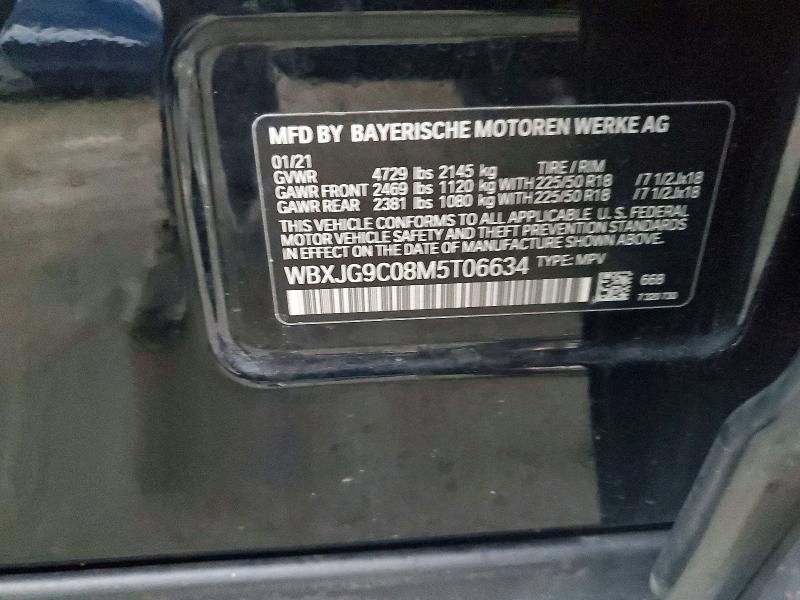 MFD BY BAYERISCHE MOTOREN WERKE AG
01/21 TIRE / RIM
GVWR 4729 lbs 2145 kg
GAWR FRONT 2469 lbs 1120 kg WITH 225/50 R18 /7 1/2Jx18
GAWR REAR 2381 lbs 1080 kg WITH 225/50 R18 /7 1/2Jx18
THIS VEHICLE CONFORMS TO ALL APPLICABLE U.S. FEDERAL
MOTOR VEHICLE SAFETY AND THEFT PREVENTION STANDARDS
IN EFFECT ON THE DATE OF MANUFACTURE SHOWN ABOVE.
WBXJG9C08M5T06634 TYPE: MPV
668